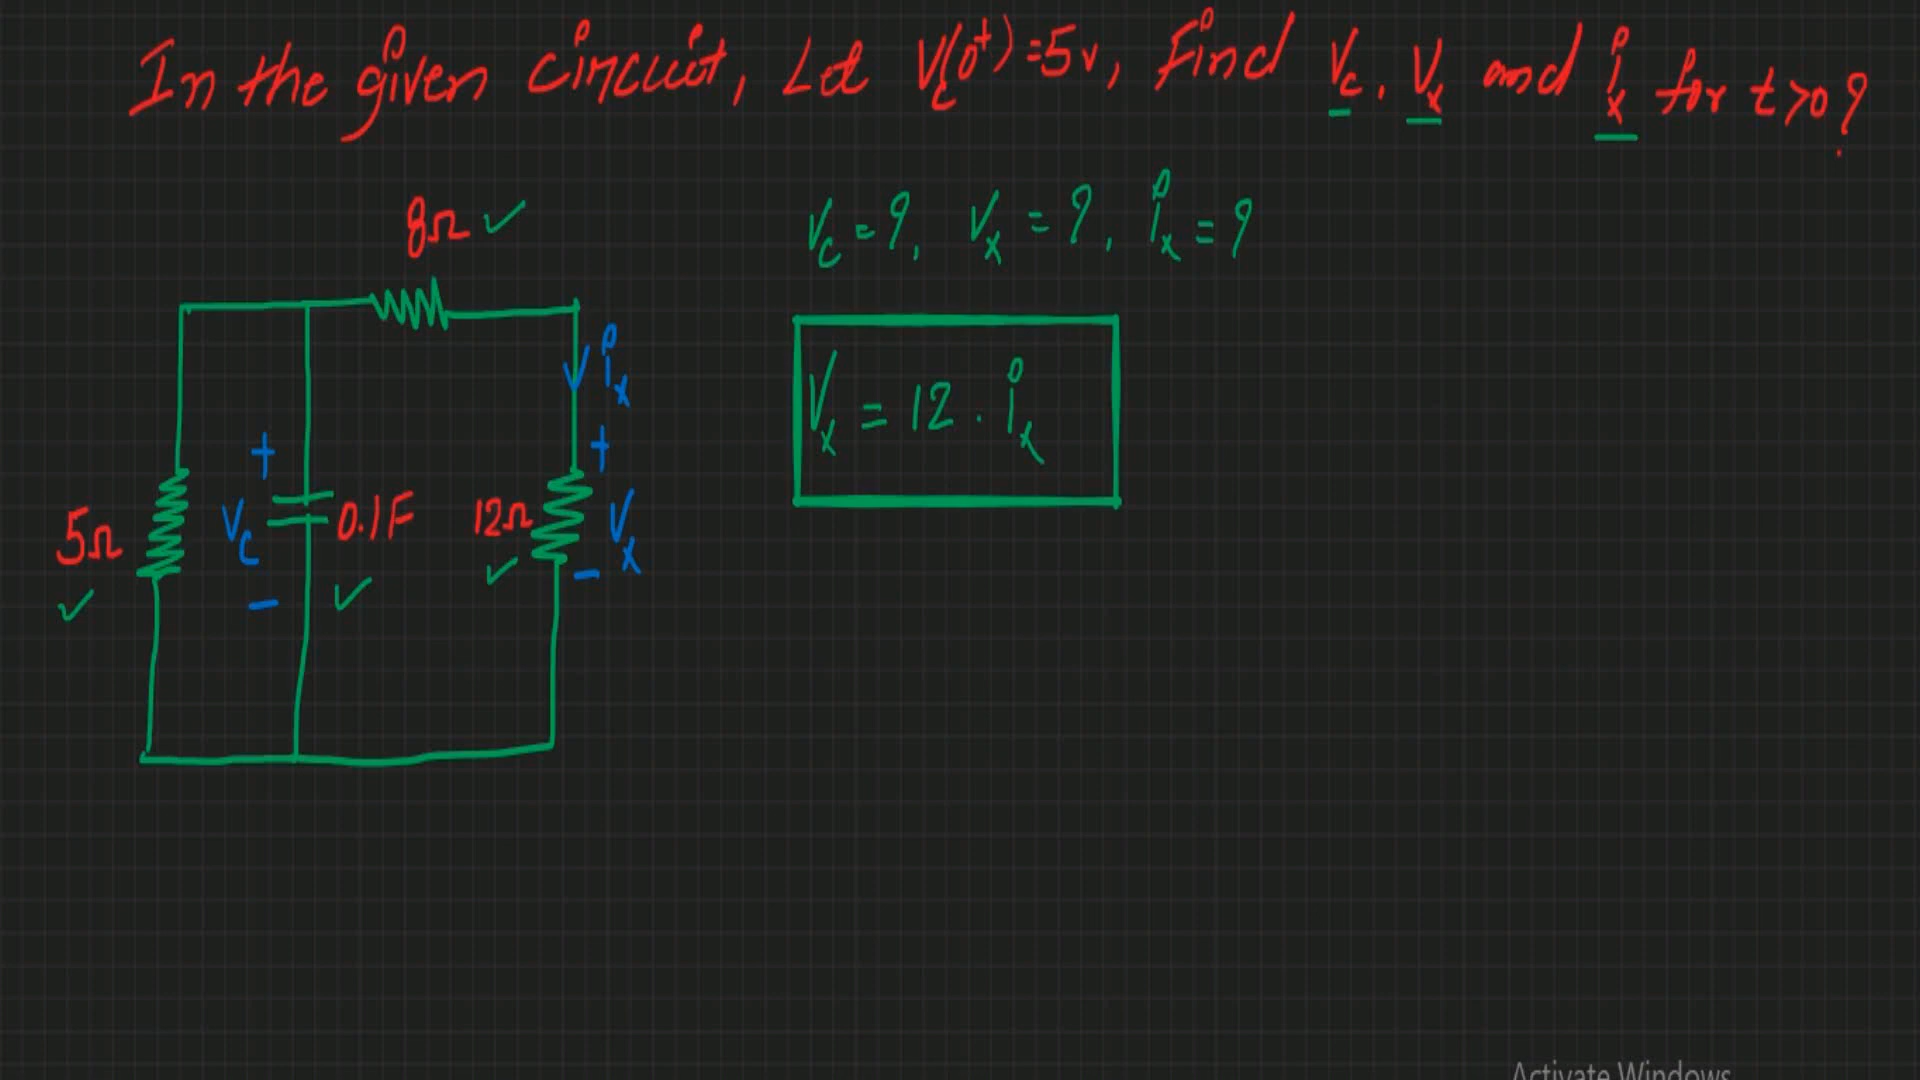 In the given circuit, Let Vc(0+)=5v, Find Vc, Vx and ix for t>0?
8Ω ✓
Vc=?, Vx=?, ix=?
ix
Vx = 12 . ix
+ +
5Ω Vc 0.1F 12Ω Vx
✓ - ✓ ✓ -
Activate Windows